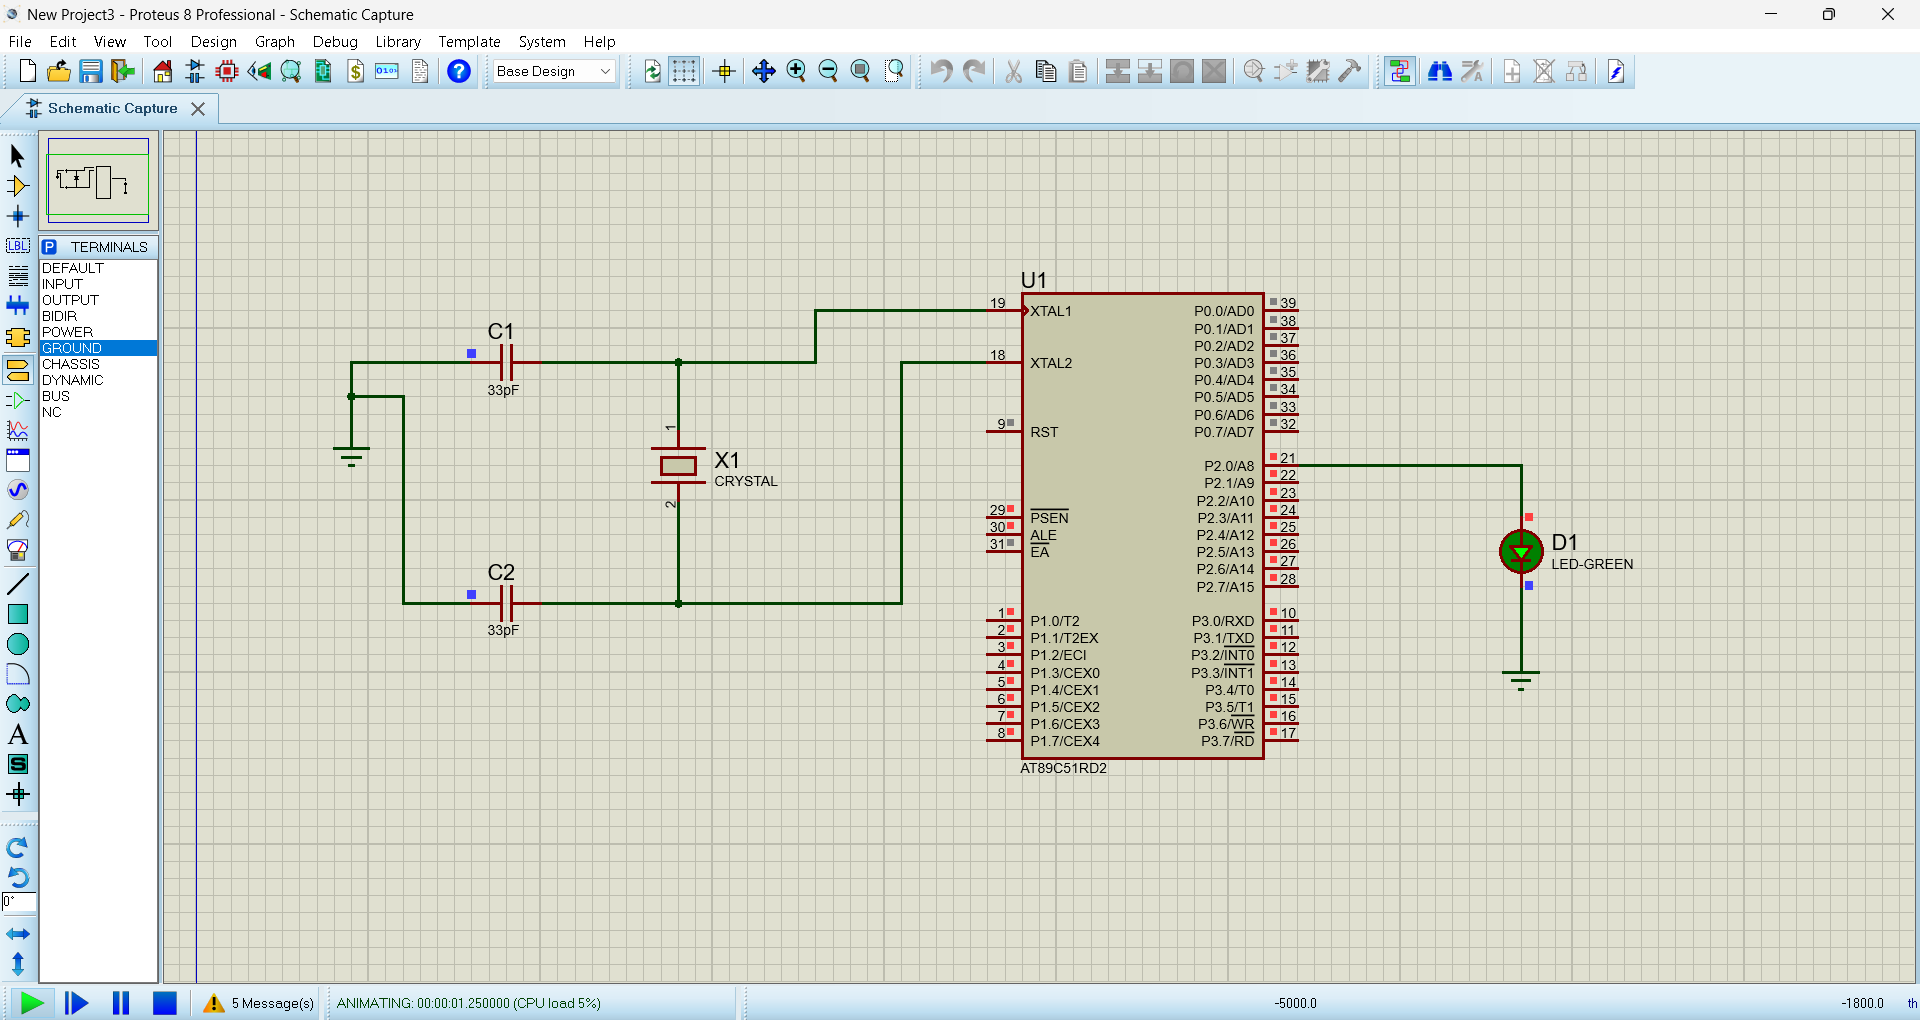 New Project3 - Proteus 8 Professional - Schematic Capture
File Edit View Tool Design Graph Debug Library Template System Help
Base Design
Schematic Capture
LBL
P TERMINALS
DEFAULT
INPUT
OUTPUT
BIDIR
POWER
GROUND
CHASSIS
DYNAMIC
BUS
NC
A
S
0°
C1
33pF
C2
33pF
1
X1
CRYSTAL
2
U1
19 XTAL1
18 XTAL2
9 RST
29 PSEN
30 ALE
31 EA
1 P1.0/T2
2 P1.1/T2EX
3 P1.2/ECI
4 P1.3/CEX0
5 P1.4/CEX1
6 P1.5/CEX2
7 P1.6/CEX3
8 P1.7/CEX4
P0.0/AD0 39
P0.1/AD1 38
P0.2/AD2 37
P0.3/AD3 36
P0.4/AD4 35
P0.5/AD5 34
P0.6/AD6 33
P0.7/AD7 32
P2.0/A8 21
P2.1/A9 22
P2.2/A10 23
P2.3/A11 24
P2.4/A12 25
P2.5/A13 26
P2.6/A14 27
P2.7/A15 28
P3.0/RXD 10
P3.1/TXD 11
P3.2/INT0 12
P3.3/INT1 13
P3.4/T0 14
P3.5/T1 15
P3.6/WR 16
P3.7/RD 17
AT89C51RD2
D1
LED-GREEN
5 Message(s) ANIMATING: 00:00:01.250000 (CPU load 5%) -5000.0 -1800.0 th